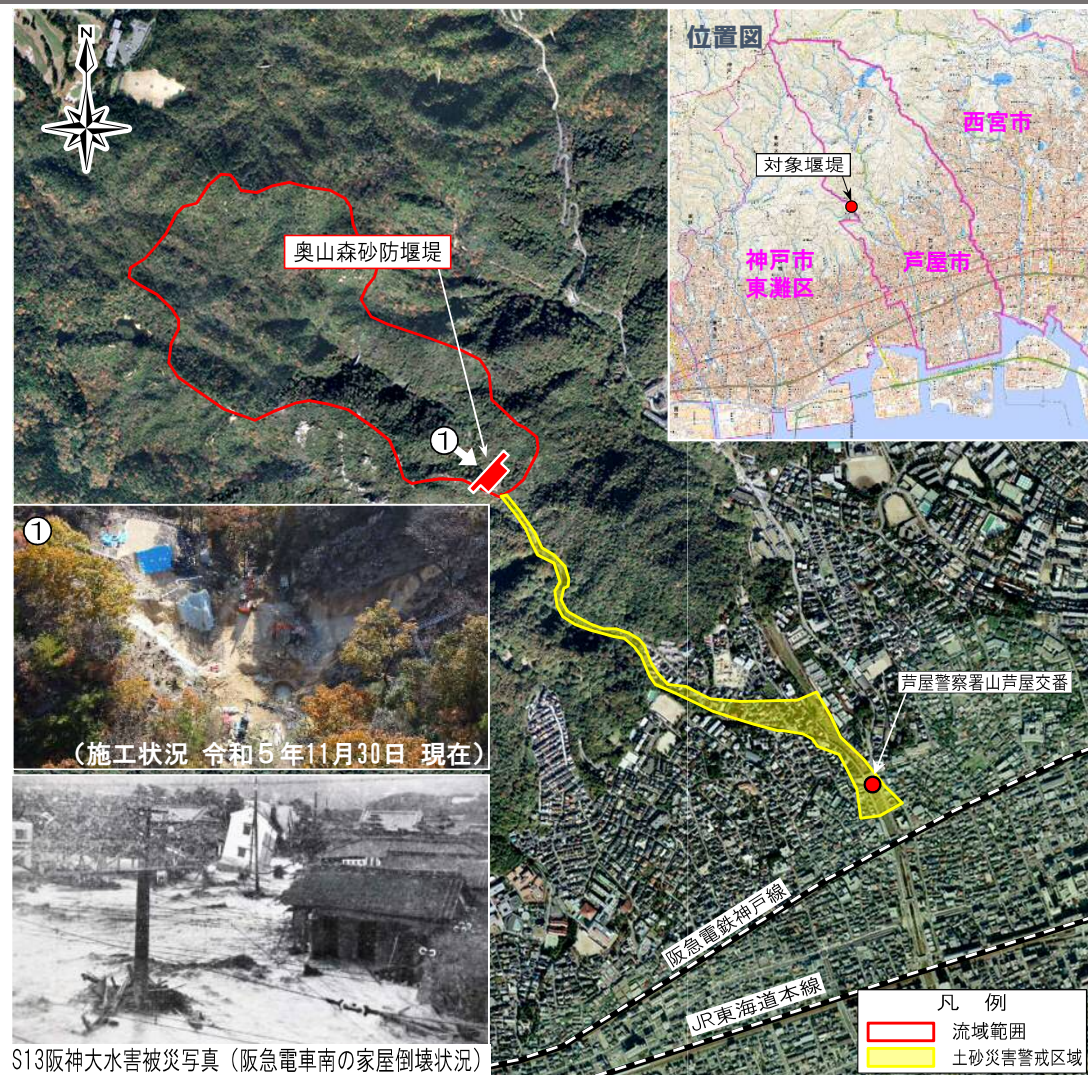 N
位置図
西宮市
対象堰堤
神戸市
東灘区
芦屋市
奥山森砂防堰堤
①
①
(施工状況 令和5年11月30日 現在)
芦屋警察署山芦屋交番
阪急電鉄神戸線
JR東海道本線
S13阪神大水害被災写真(阪急電車南の家屋倒壊状況)
凡 例
流域範囲
土砂災害警戒区域